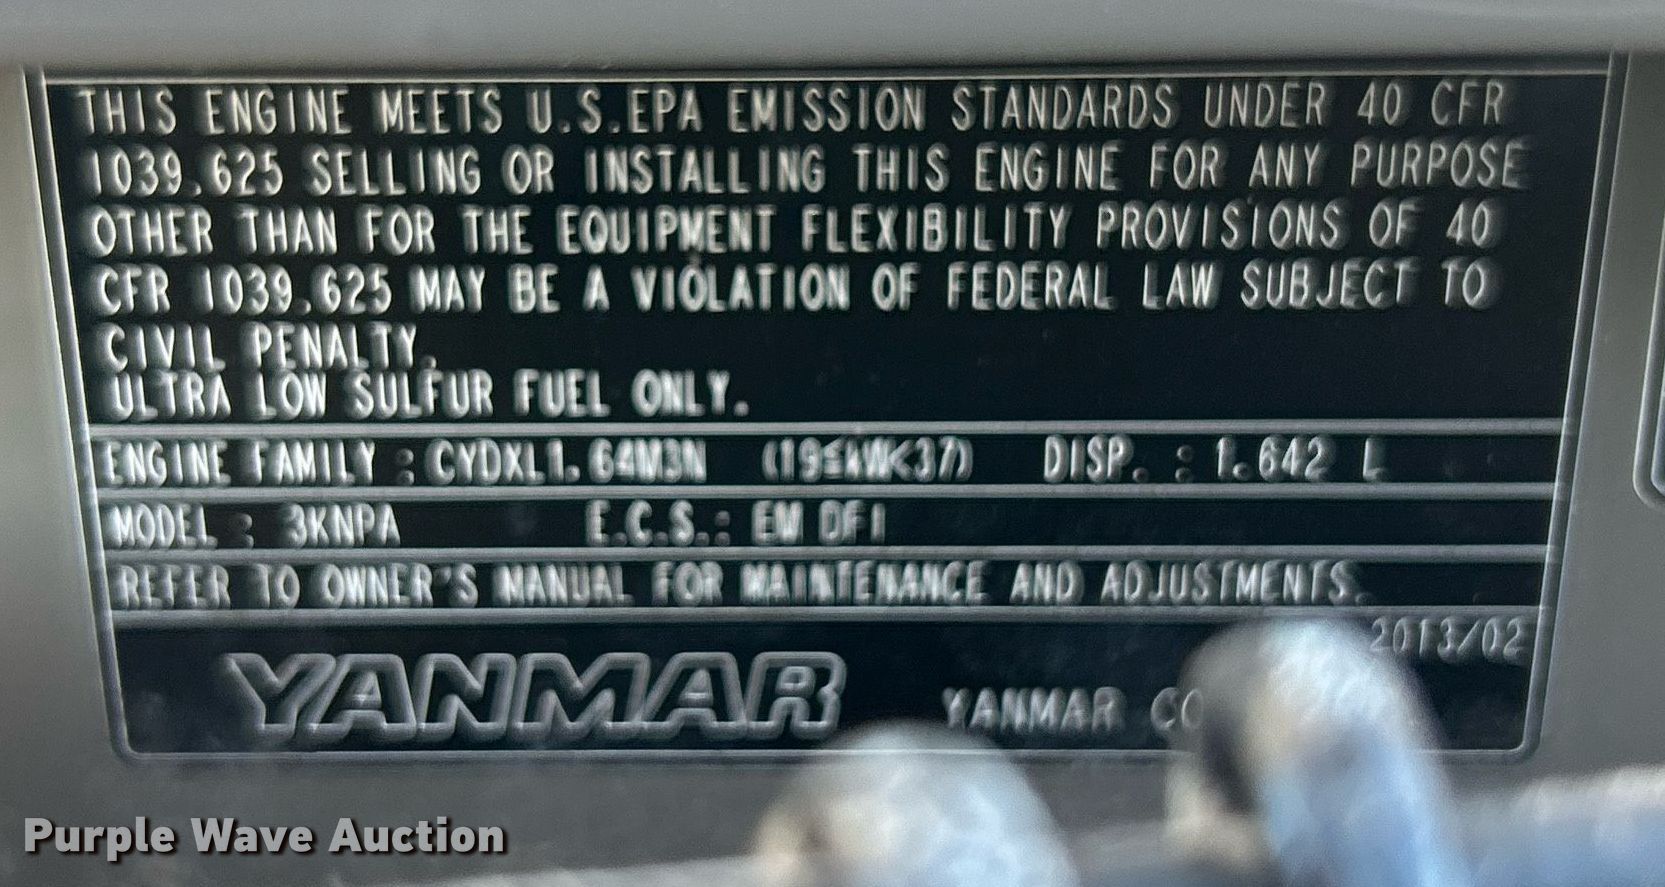 THIS ENGINE MEETS U.S.EPA EMISSION STANDARDS UNDER 40 CFR
1039.625 SELLING OR INSTALLING THIS ENGINE FOR ANY PURPOSE
OTHER THAN FOR THE EQUIPMENT FLEXIBILITY PROVISIONS OF 40
CFR 1039.625 MAY BE A VIOLATION OF FEDERAL LAW SUBJECT TO
CIVIL PENALTY.
ULTRA LOW SULFUR FUEL ONLY.
ENGINE FAMILY : CYDXL1.64M3N (19≤kW<37) DISP. : 1.642 L
MODEL : 3KNPA E.C.S.: EM DFI
REFER TO OWNER'S MANUAL FOR MAINTENANCE AND ADJUSTMENTS.
2013/02
YANMAR YANMAR
Purple Wave Auction